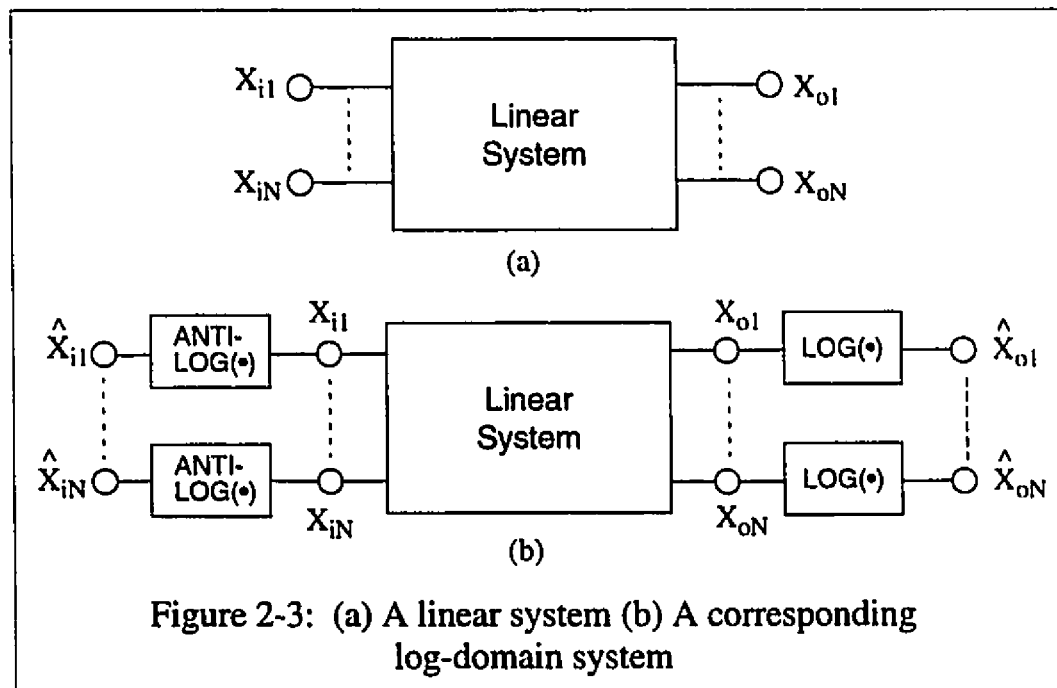 X_i1
Linear
System
X_o1
X_iN
X_oN
(a)
X̂_i1
ANTI-
LOG(•)
X_i1
Linear
System
X_o1
LOG(•)
X̂_o1
X̂_iN
ANTI-
LOG(•)
X_iN
X_oN
LOG(•)
X̂_oN
(b)
Figure 2-3: (a) A linear system (b) A corresponding
log-domain system